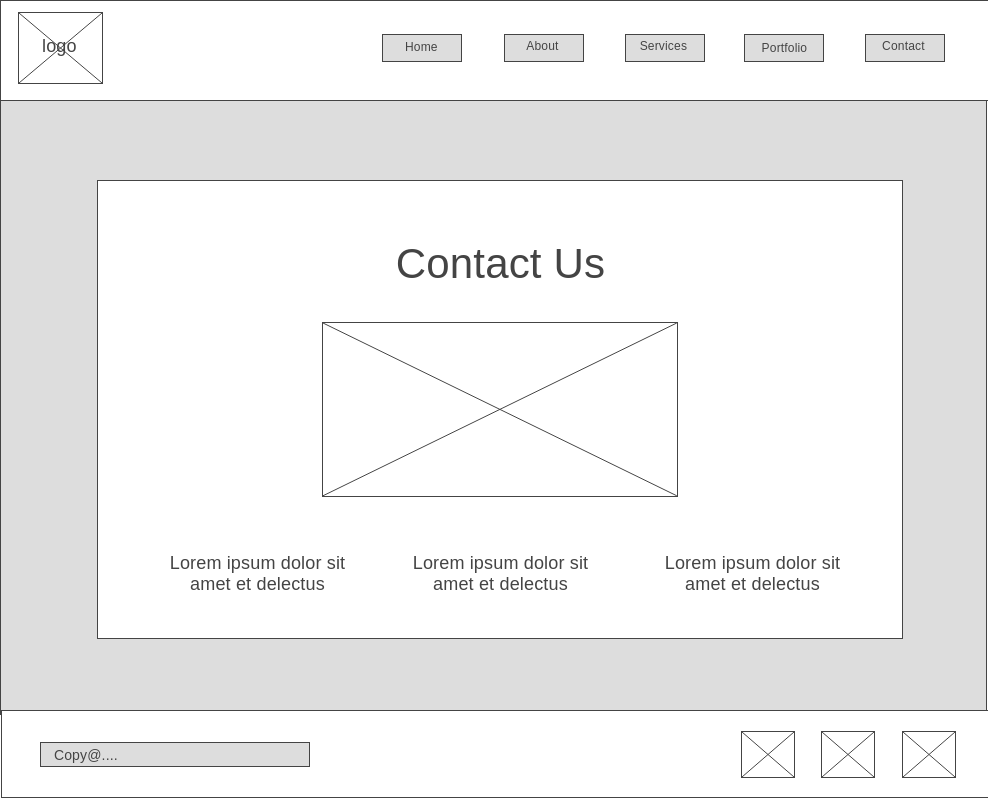 logo
Home
About
Services
Portfolio
Contact
Contact Us
Lorem ipsum dolor sit
amet et delectus
Lorem ipsum dolor sit
amet et delectus
Lorem ipsum dolor sit
amet et delectus
Copy@....